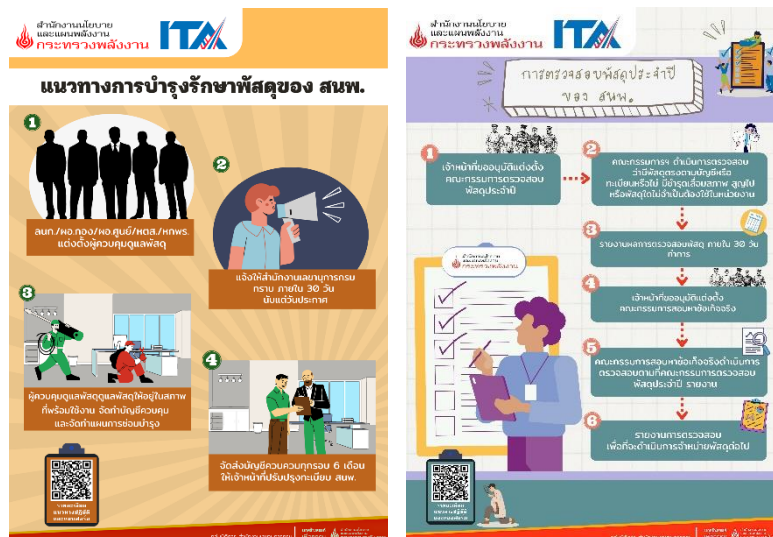 สำนักงานนโยบาย
และแผนพลังงาน
กระทรวงพลังงาน
ITA
แนวทางการบำรุงรักษาพัสดุของ สนพ.
1
ลนก./ผอ.กอง/ผอ.ศูนย์/หตส./หกพร.
แต่งตั้งผู้ควบคุมดูแลพัสดุ
2
แจ้งให้สำนักงานเลขานุการกรม
ทราบ ภายใน 30 วัน
นับแต่วันประกาศ
3
ผู้ควบคุมดูแลพัสดุดูแลพัสดุให้อยู่ในสภาพ
ที่พร้อมใช้งาน จัดทำบัญชีควบคุม
และจัดทำแผนการซ่อมบำรุง
4
จัดส่งบัญชีควบคุมทุกรอบ 6 เดือน
ให้เจ้าหน้าที่ปรับปรุงทะเบียน สนพ.
สำนักงานนโยบาย
และแผนพลังงาน
กระทรวงพลังงาน
ITA
การตรวจสอบพัสดุประจำปี
ของ สนพ.
1
เจ้าหน้าที่ขออนุมัติแต่งตั้ง
คณะกรรมการตรวจสอบ
พัสดุประจำปี
2
คณะกรรมการฯ ดำเนินการตรวจสอบ
ว่ามีพัสดุตรงตามบัญชีหรือ
ทะเบียนหรือไม่ มีชำรุดเสื่อมสภาพ สูญไป
หรือพัสดุใดไม่จำเป็นต้องใช้ในหน่วยงาน
3
รายงานผลการตรวจสอบพัสดุ ภายใน 30 วัน
ทำการ
4
เจ้าหน้าที่ขออนุมัติแต่งตั้ง
คณะกรรมการสอบหาข้อเท็จจริง
5
คณะกรรมการสอบหาข้อเท็จจริงดำเนินการ
ตรวจสอบตามที่คณะกรรมการตรวจสอบ
พัสดุประจำปี รายงาน
6
รายงานการตรวจสอบ
เพื่อที่จะดำเนินการจำหน่ายพัสดุต่อไป